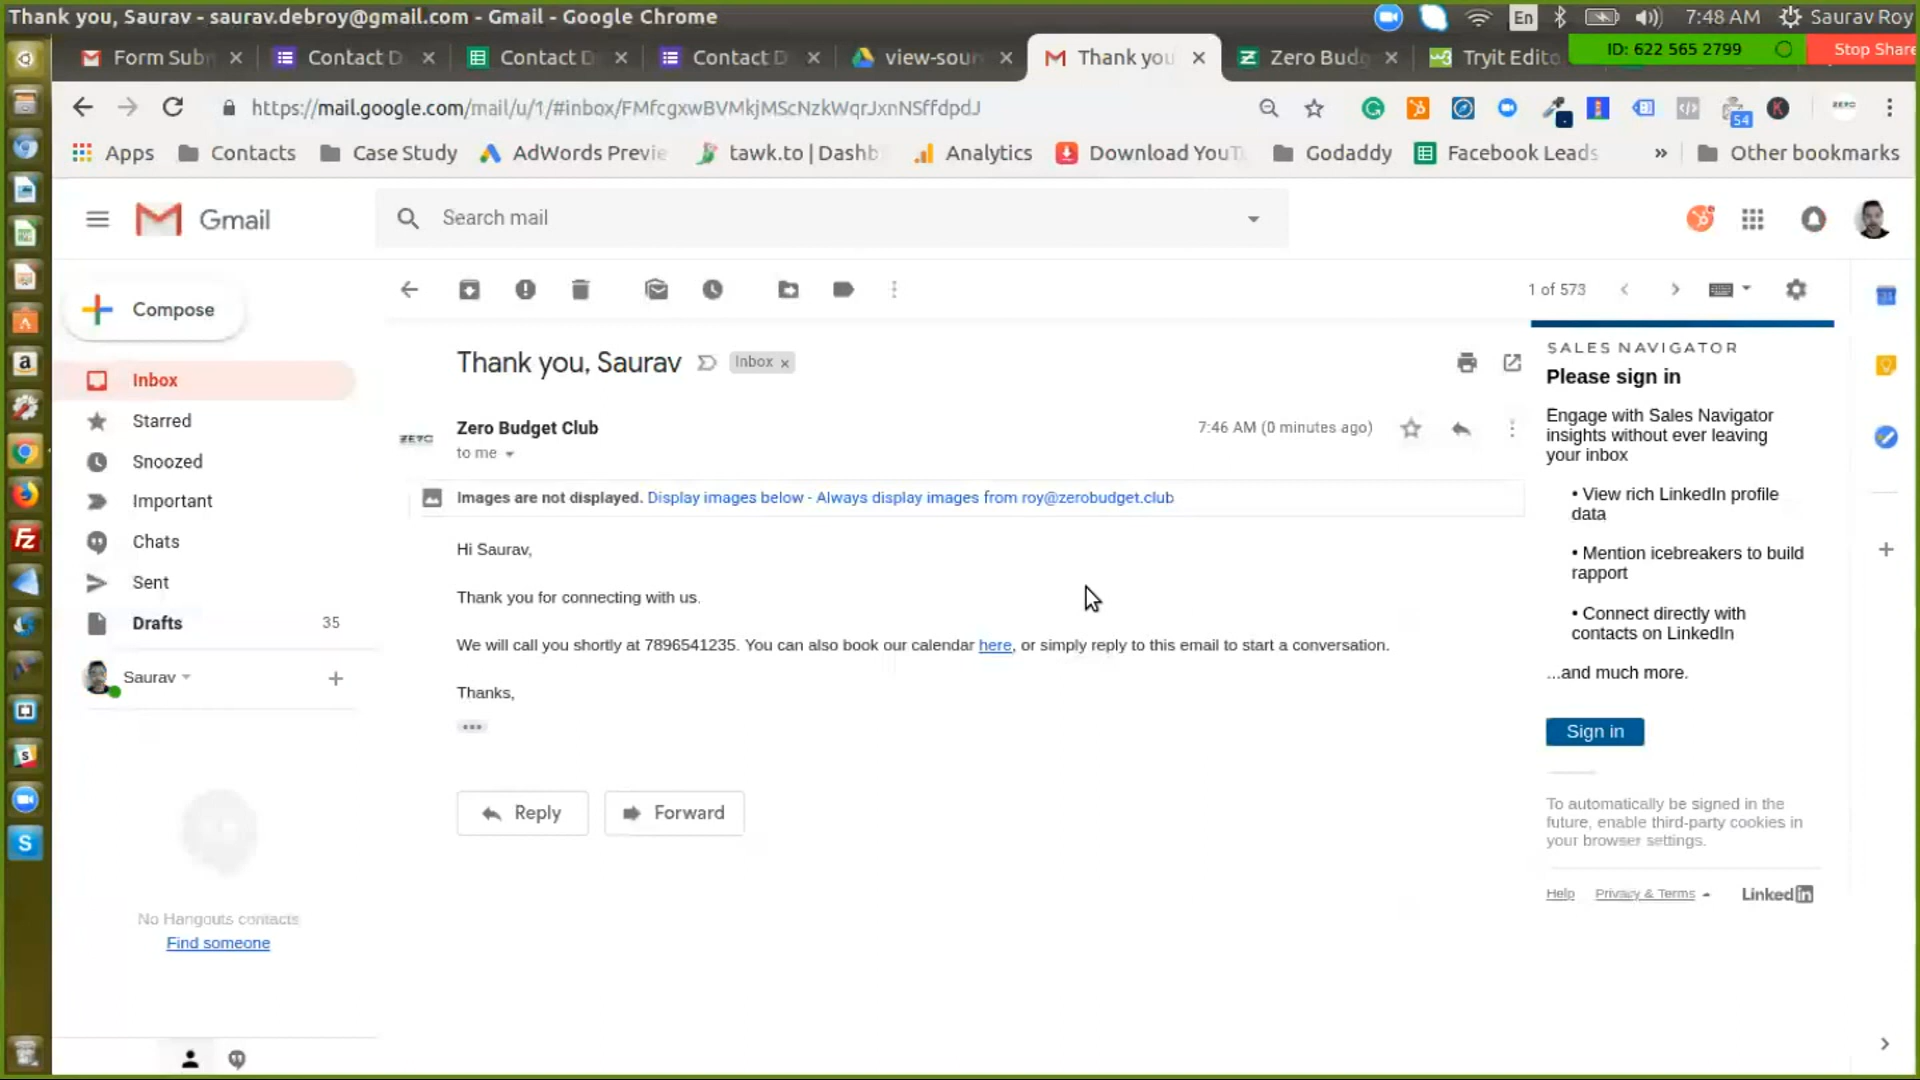 Thank you, Saurav - saurav.debroy@gmail.com - Gmail - Google Chrome
En
7:48 AM
Saurav Roy
Form Sub
Contact D
Contact D
Contact D
view-sour
Thank you
Zero Budg
Tryit Edito
ID: 622 565 2799
Stop Share
https://mail.google.com/mail/u/1/#inbox/FMfcgxwBVMkjMScNzkWqrJxnNSffdpdJ
54
Apps
Contacts
Case Study
AdWords Previe
tawk.to | Dashb
Analytics
Download YouT
Godaddy
Facebook Leads
»
Other bookmarks
Gmail
Search mail
Compose
1 of 573
Inbox
Starred
Snoozed
Important
Chats
Sent
Drafts
35
Saurav
No Hangouts contacts
Find someone
Thank you, Saurav
Inbox x
ZERO
Zero Budget Club
7:46 AM (0 minutes ago)
to me
Images are not displayed. Display images below - Always display images from roy@zerobudget.club
Hi Saurav,
Thank you for connecting with us.
We will call you shortly at 7896541235. You can also book our calendar here, or simply reply to this email to start a conversation.
Thanks,
Reply
Forward
SALES NAVIGATOR
Please sign in
Engage with Sales Navigator
insights without ever leaving
your inbox
• View rich LinkedIn profile
data
• Mention icebreakers to build
rapport
• Connect directly with
contacts on LinkedIn
...and much more.
Sign in
To automatically be signed in the
future, enable third-party cookies in
your browser settings.
Help
Privacy & Terms
LinkedIn